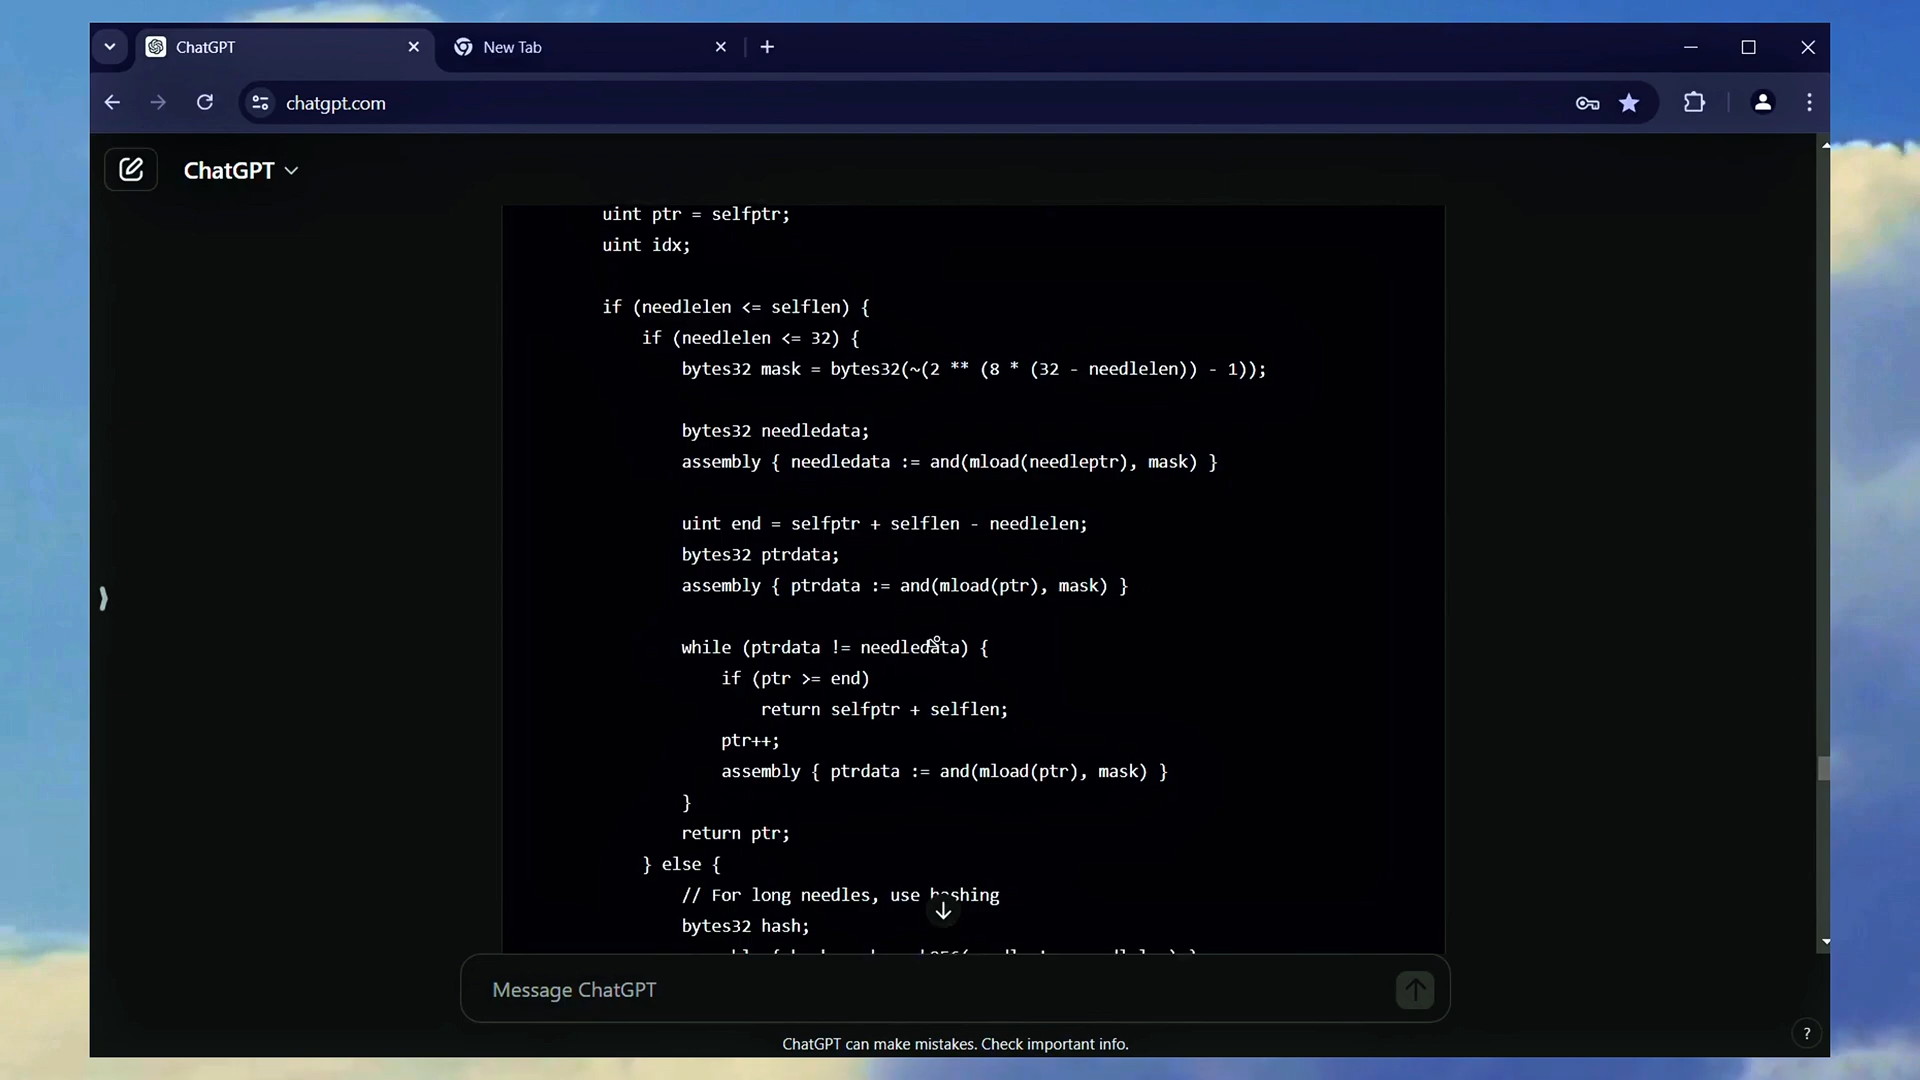 ChatGPT
New Tab
chatgpt.com
ChatGPT
uint ptr = selfptr;
uint idx;
if (needlelen <= selflen) {
if (needlelen <= 32) {
bytes32 mask = bytes32(~(2 ** (8 * (32 - needlelen)) - 1));
bytes32 needledata;
assembly { needledata := and(mload(needleptr), mask) }
uint end = selfptr + selflen - needlelen;
bytes32 ptrdata;
assembly { ptrdata := and(mload(ptr), mask) }
while (ptrdata != needledata) {
if (ptr >= end)
return selfptr + selflen;
ptr++;
assembly { ptrdata := and(mload(ptr), mask) }
}
return ptr;
} else {
// For long needles, use hashing
bytes32 hash;
Message ChatGPT
ChatGPT can make mistakes. Check important info.
?